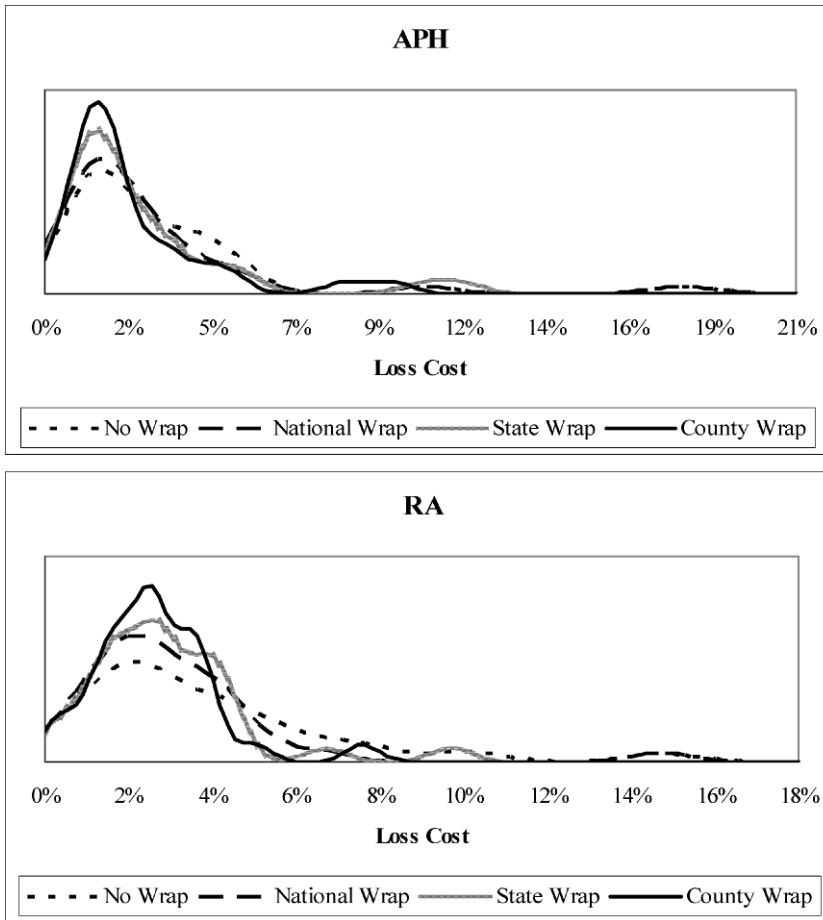 APH
0% 2% 5% 7% 9% 12% 14% 16% 19% 21%
Loss Cost
No Wrap National Wrap State Wrap County Wrap
RA
0% 2% 4% 6% 8% 10% 12% 14% 16% 18%
Loss Cost
No Wrap National Wrap State Wrap County Wrap